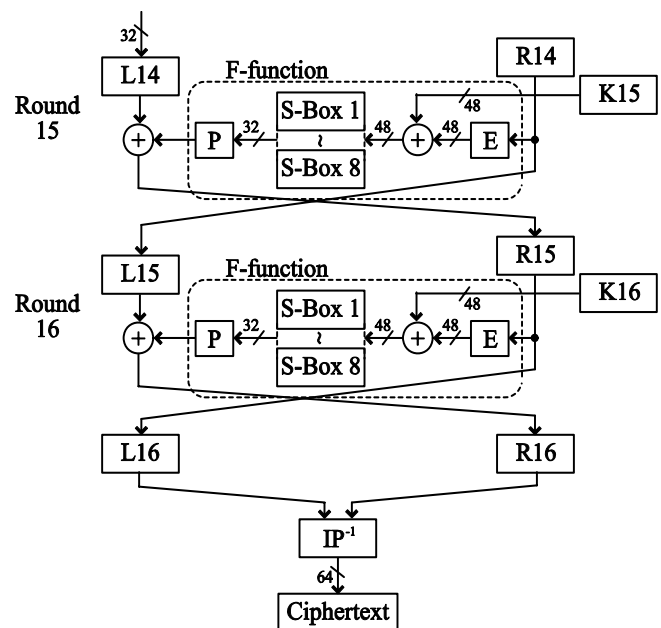 32
L14
R14
F-function
K15
48
Round
15
+
P
32
S-Box 1
~
S-Box 8
48
+
48
E
L15
R15
F-function
K16
48
Round
16
+
P
32
S-Box 1
~
S-Box 8
48
+
48
E
L16
R16
IP-1
64
Ciphertext